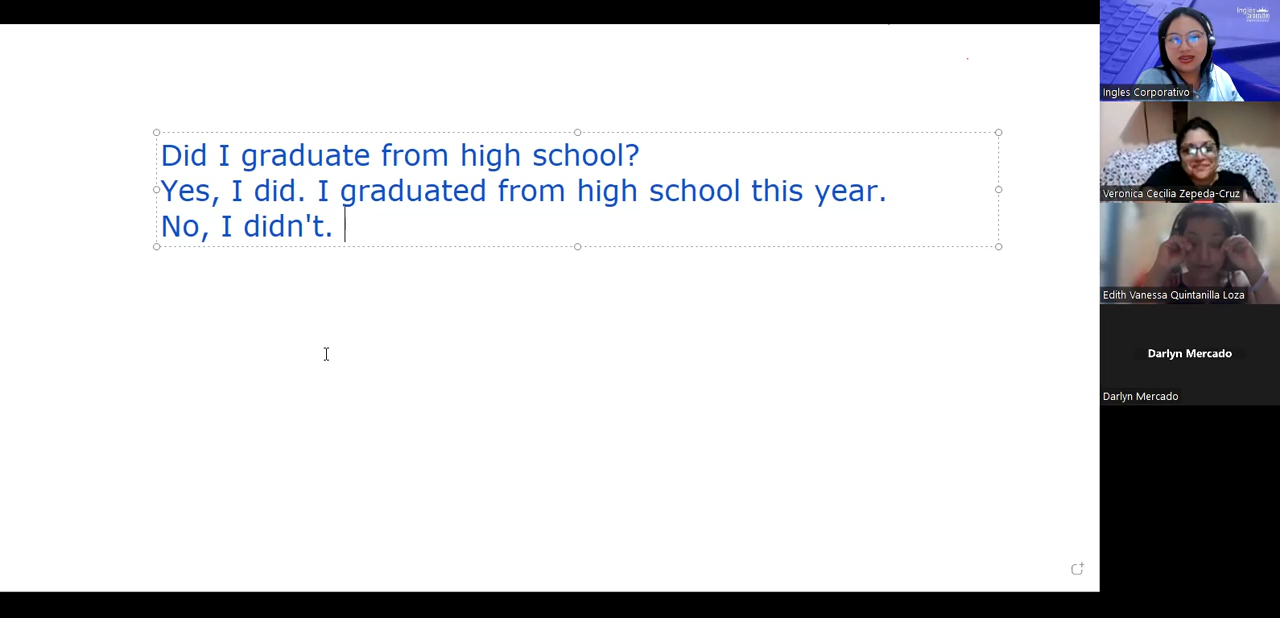 Did I graduate from high school?
Yes, I did. I graduated from high school this year.
No, I didn't.
Ingles
Ingles Corporativo
Veronica Cecilia Zepeda-Cruz
Edith Vanessa Quintanilla Loza
Darlyn Mercado
Darlyn Mercado